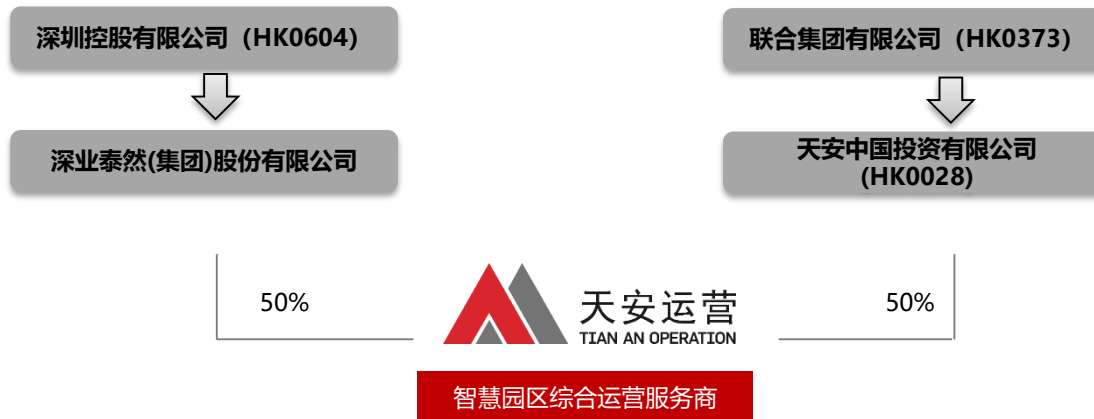 深圳控股有限公司（HK0604）
联合集团有限公司（HK0373）
深业泰然(集团)股份有限公司
天安中国投资有限公司
(HK0028)
50%
50%
天安运营
TIAN AN OPERATION
智慧园区综合运营服务商